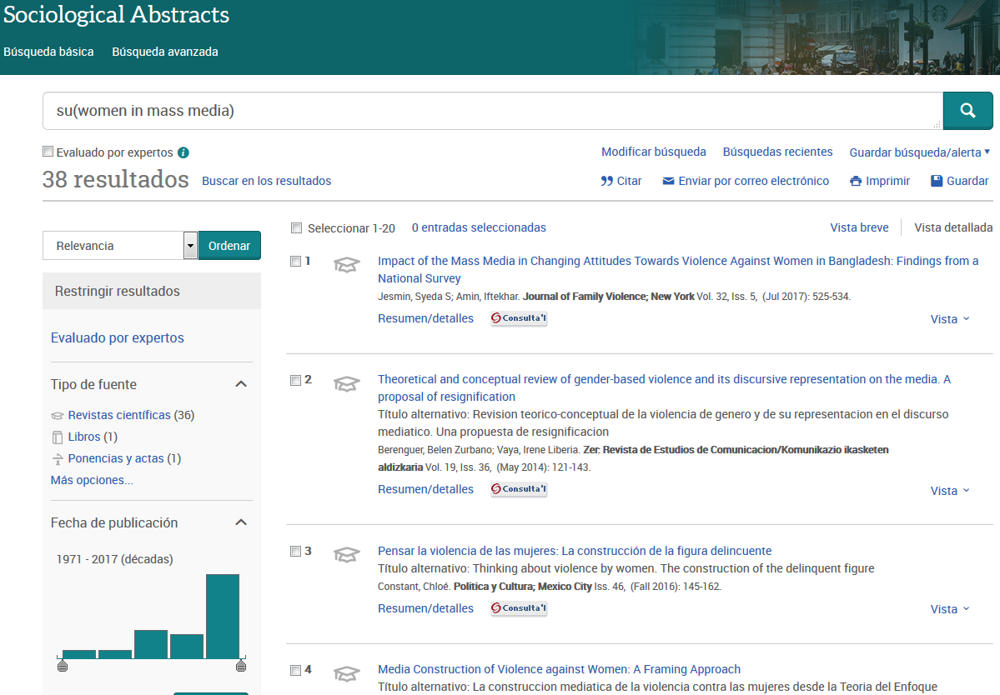 Sociological Abstracts
Búsqueda básica Búsqueda avanzada
su(women in mass media)
Evaluado por expertos i
Modificar búsqueda Búsquedas recientes Guardar búsqueda/alerta
38 resultados Buscar en los resultados
Citar Enviar por correo electrónico Imprimir Guardar
Relevancia Ordenar
Restringir resultados
Evaluado por expertos
Tipo de fuente
Revistas científicas (36)
Libros (1)
Ponencias y actas (1)
Más opciones...
Fecha de publicación
1971 - 2017 (décadas)
Seleccionar 1-20 0 entradas seleccionadas Vista breve Vista detallada
1 Impact of the Mass Media in Changing Attitudes Towards Violence Against Women in Bangladesh: Findings from a
National Survey
Jesmin, Syeda S; Amin, Iftekhar. Journal of Family Violence; New York Vol. 32, Iss. 5, (Jul 2017): 525-534.
Resumen/detalles Consulta'l Vista
2 Theoretical and conceptual review of gender-based violence and its discursive representation on the media. A
proposal of resignification
Título alternativo: Revision teorico-conceptual de la violencia de genero y de su representacion en el discurso
mediatico. Una propuesta de resignificacion
Berenguer, Belen Zurbano; Vaya, Irene Liberia. Zer: Revista de Estudios de Comunicacion/Komunikazio ikasketen
aldizkaria Vol. 19, Iss. 36, (May 2014): 121-143.
Resumen/detalles Consulta'l Vista
3 Pensar la violencia de las mujeres: La construcción de la figura delincuente
Título alternativo: Thinking about violence by women. The construction of the delinquent figure
Constant, Chloé. Politica y Cultura; Mexico City Iss. 46, (Fall 2016): 145-162.
Resumen/detalles Consulta'l Vista
4 Media Construction of Violence against Women: A Framing Approach
Título alternativo: La construccion mediatica de la violencia contra las mujeres desde la Teoria del Enfoque